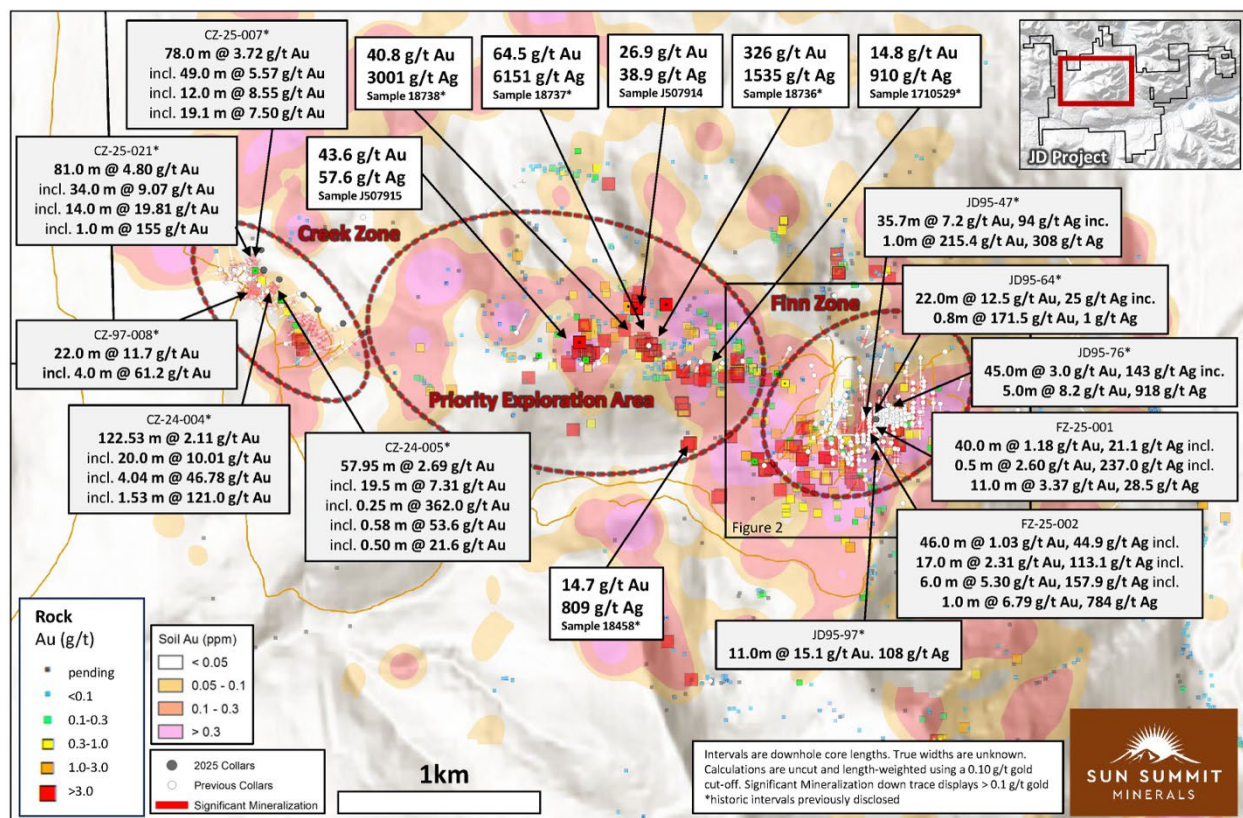 CZ-25-007*
78.0 m @ 3.72 g/t Au
incl. 49.0 m @ 5.57 g/t Au
incl. 12.0 m @ 8.55 g/t Au
incl. 19.1 m @ 7.50 g/t Au
40.8 g/t Au
3001 g/t Ag
Sample 18738*
64.5 g/t Au
6151 g/t Ag
Sample 18737*
26.9 g/t Au
38.9 g/t Ag
Sample J507914
326 g/t Au
1535 g/t Ag
Sample 18736*
14.8 g/t Au
910 g/t Ag
Sample 1710529*
JD Project
CZ-25-021*
81.0 m @ 4.80 g/t Au
incl. 34.0 m @ 9.07 g/t Au
incl. 14.0 m @ 19.81 g/t Au
incl. 1.0 m @ 155 g/t Au
43.6 g/t Au
57.6 g/t Ag
Sample J507915
Creek Zone
JD95-47*
35.7m @ 7.2 g/t Au, 94 g/t Ag inc.
1.0m @ 215.4 g/t Au, 308 g/t Ag
Finn Zone
JD95-64*
22.0m @ 12.5 g/t Au, 25 g/t Ag inc.
0.8m @ 171.5 g/t Au, 1 g/t Ag
CZ-97-008*
22.0 m @ 11.7 g/t Au
incl. 4.0 m @ 61.2 g/t Au
JD95-76*
45.0m @ 3.0 g/t Au, 143 g/t Ag inc.
5.0m @ 8.2 g/t Au, 918 g/t Ag
Priority Exploration Area
CZ-24-004*
122.53 m @ 2.11 g/t Au
incl. 20.0 m @ 10.01 g/t Au
incl. 4.04 m @ 46.78 g/t Au
incl. 1.53 m @ 121.0 g/t Au
CZ-24-005*
57.95 m @ 2.69 g/t Au
incl. 19.5 m @ 7.31 g/t Au
incl. 0.25 m @ 362.0 g/t Au
incl. 0.58 m @ 53.6 g/t Au
incl. 0.50 m @ 21.6 g/t Au
FZ-25-001
40.0 m @ 1.18 g/t Au, 21.1 g/t Ag incl.
0.5 m @ 2.60 g/t Au, 237.0 g/t Ag incl.
11.0 m @ 3.37 g/t Au, 28.5 g/t Ag
Figure 2
FZ-25-002
46.0 m @ 1.03 g/t Au, 44.9 g/t Ag incl.
17.0 m @ 2.31 g/t Au, 113.1 g/t Ag incl.
6.0 m @ 5.30 g/t Au, 157.9 g/t Ag incl.
1.0 m @ 6.79 g/t Au, 784 g/t Ag
14.7 g/t Au
809 g/t Ag
Sample 18458*
JD95-97*
11.0m @ 15.1 g/t Au. 108 g/t Ag
Rock
Au (g/t)
pending
<0.1
0.1-0.3
0.3-1.0
1.0-3.0
>3.0
Soil Au (ppm)
< 0.05
0.05 - 0.1
0.1 - 0.3
> 0.3
2025 Collars
Previous Collars
Significant Mineralization
1km
Intervals are downhole core lengths. True widths are unknown.
Calculations are uncut and length-weighted using a 0.10 g/t gold
cut-off. Significant Mineralization down trace displays > 0.1 g/t gold
*historic intervals previously disclosed
SUN SUMMIT
MINERALS